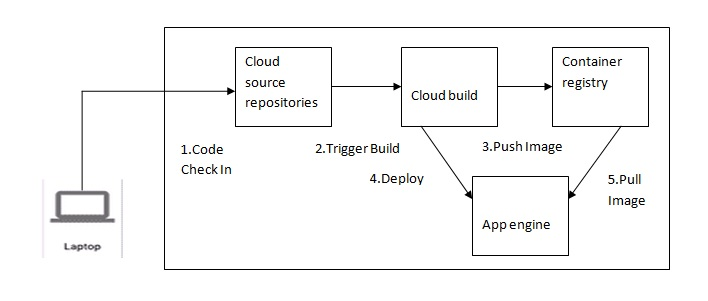 Cloud
source
repositories
Cloud build
Container
registry
1.Code
Check In
2.Trigger Build
3.Push Image
4.Deploy
5.Pull
Image
App engine
Laptop